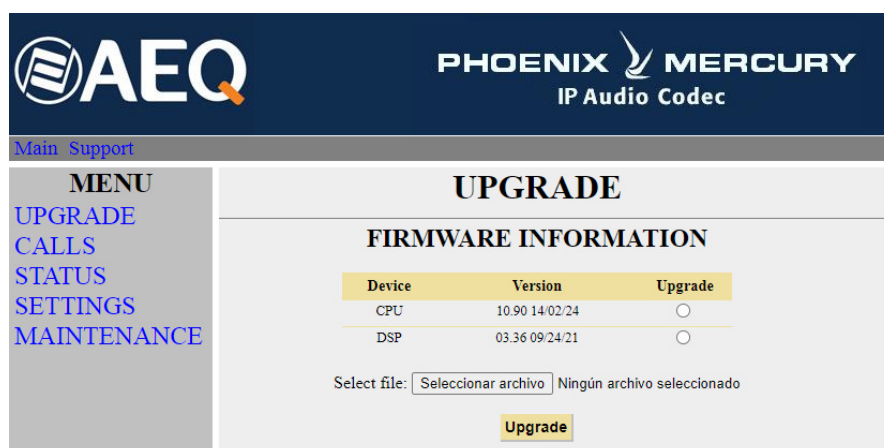 AEQ
PHOENIX MERCURY
IP Audio Codec
Main Support
MENU
UPGRADE
CALLS
STATUS
SETTINGS
MAINTENANCE
UPGRADE
FIRMWARE INFORMATION
Device Version Upgrade
CPU 10.90 14/02/24
DSP 03.36 09/24/21
Select file: Seleccionar archivo Ningún archivo seleccionado
Upgrade